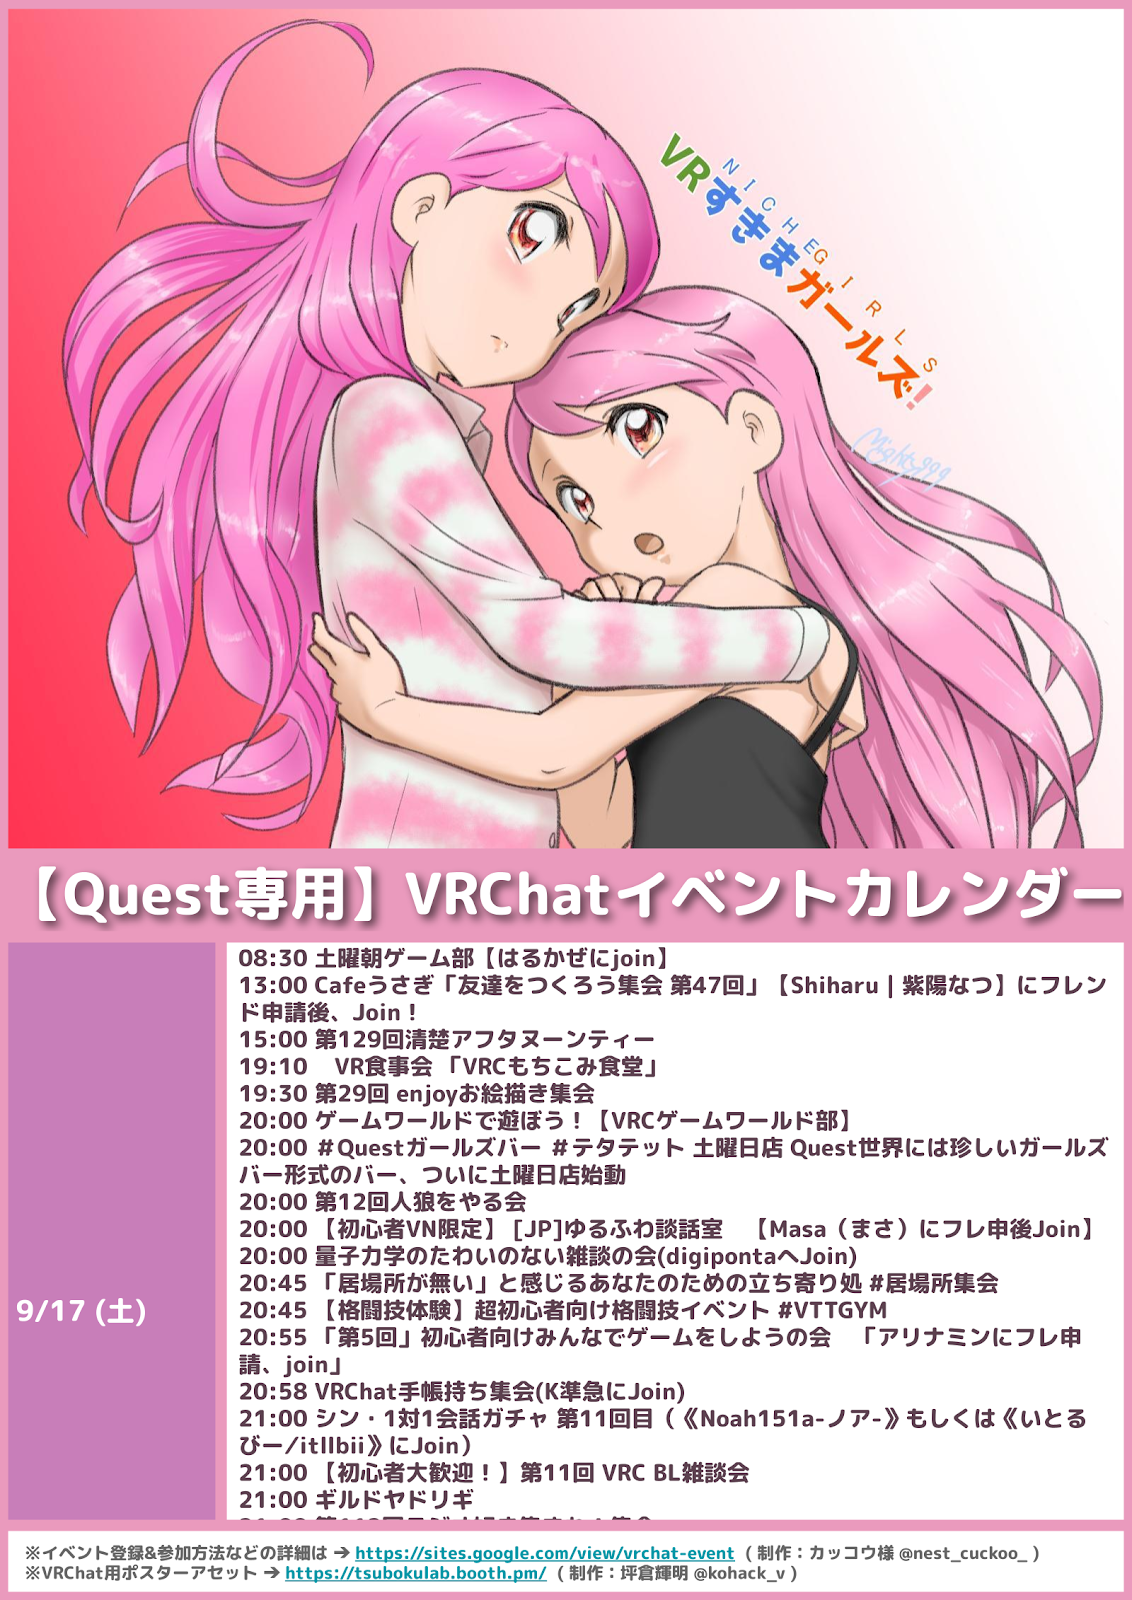 VRすきまガールズ!
NICHE GIRLS
Mighty999
【Quest専用】VRChatイベントカレンダー
9/17 (土)
08:30 土曜朝ゲーム部【はるかぜにjoin】
13:00 Cafeうさぎ「友達をつくろう集会 第47回」【Shiharu | 紫陽なつ】にフレン
ド申請後、Join！
15:00 第129回清楚アフタヌーンティー
19:10　VR食事会 「VRCもちこみ食堂」
19:30 第29回 enjoyお絵描き集会
20:00 ゲームワールドで遊ぼう！【VRCゲームワールド部】
20:00 ＃Questガールズバー ＃テタテット 土曜日店 Quest世界には珍しいガールズ
バー形式のバー、ついに土曜日店始動
20:00 第12回人狼をやる会
20:00 【初心者VN限定】 [JP]ゆるふわ談話室　【Masa（まさ）にフレ申後Join】
20:00 量子力学のたわいのない雑談の会(digipontaへJoin)
20:45 「居場所が無い」と感じるあなたのための立ち寄り処 #居場所集会
20:45 【格闘技体験】超初心者向け格闘技イベント #VTTGYM
20:55 「第5回」初心者向けみんなでゲームをしようの会　「アリナミンにフレ申
請、join」
20:58 VRChat手帳持ち集会(K準急にJoin)
21:00 シン・1対1会話ガチャ 第11回目（《Noah151a-ノア-》もしくは《いとる
びー/itllbii》にJoin）
21:00 【初心者大歓迎！】第11回 VRC BL雑談会
21:00 ギルドヤドリギ
※イベント登録&参加方法などの詳細は ➔ https://sites.google.com/view/vrchat-event （ 制作：カッコウ様 @nest_cuckoo_ ）
※VRChat用ポスターアセット ➔ https://tsubokulab.booth.pm/ （ 制作：坪倉輝明 @kohack_v ）